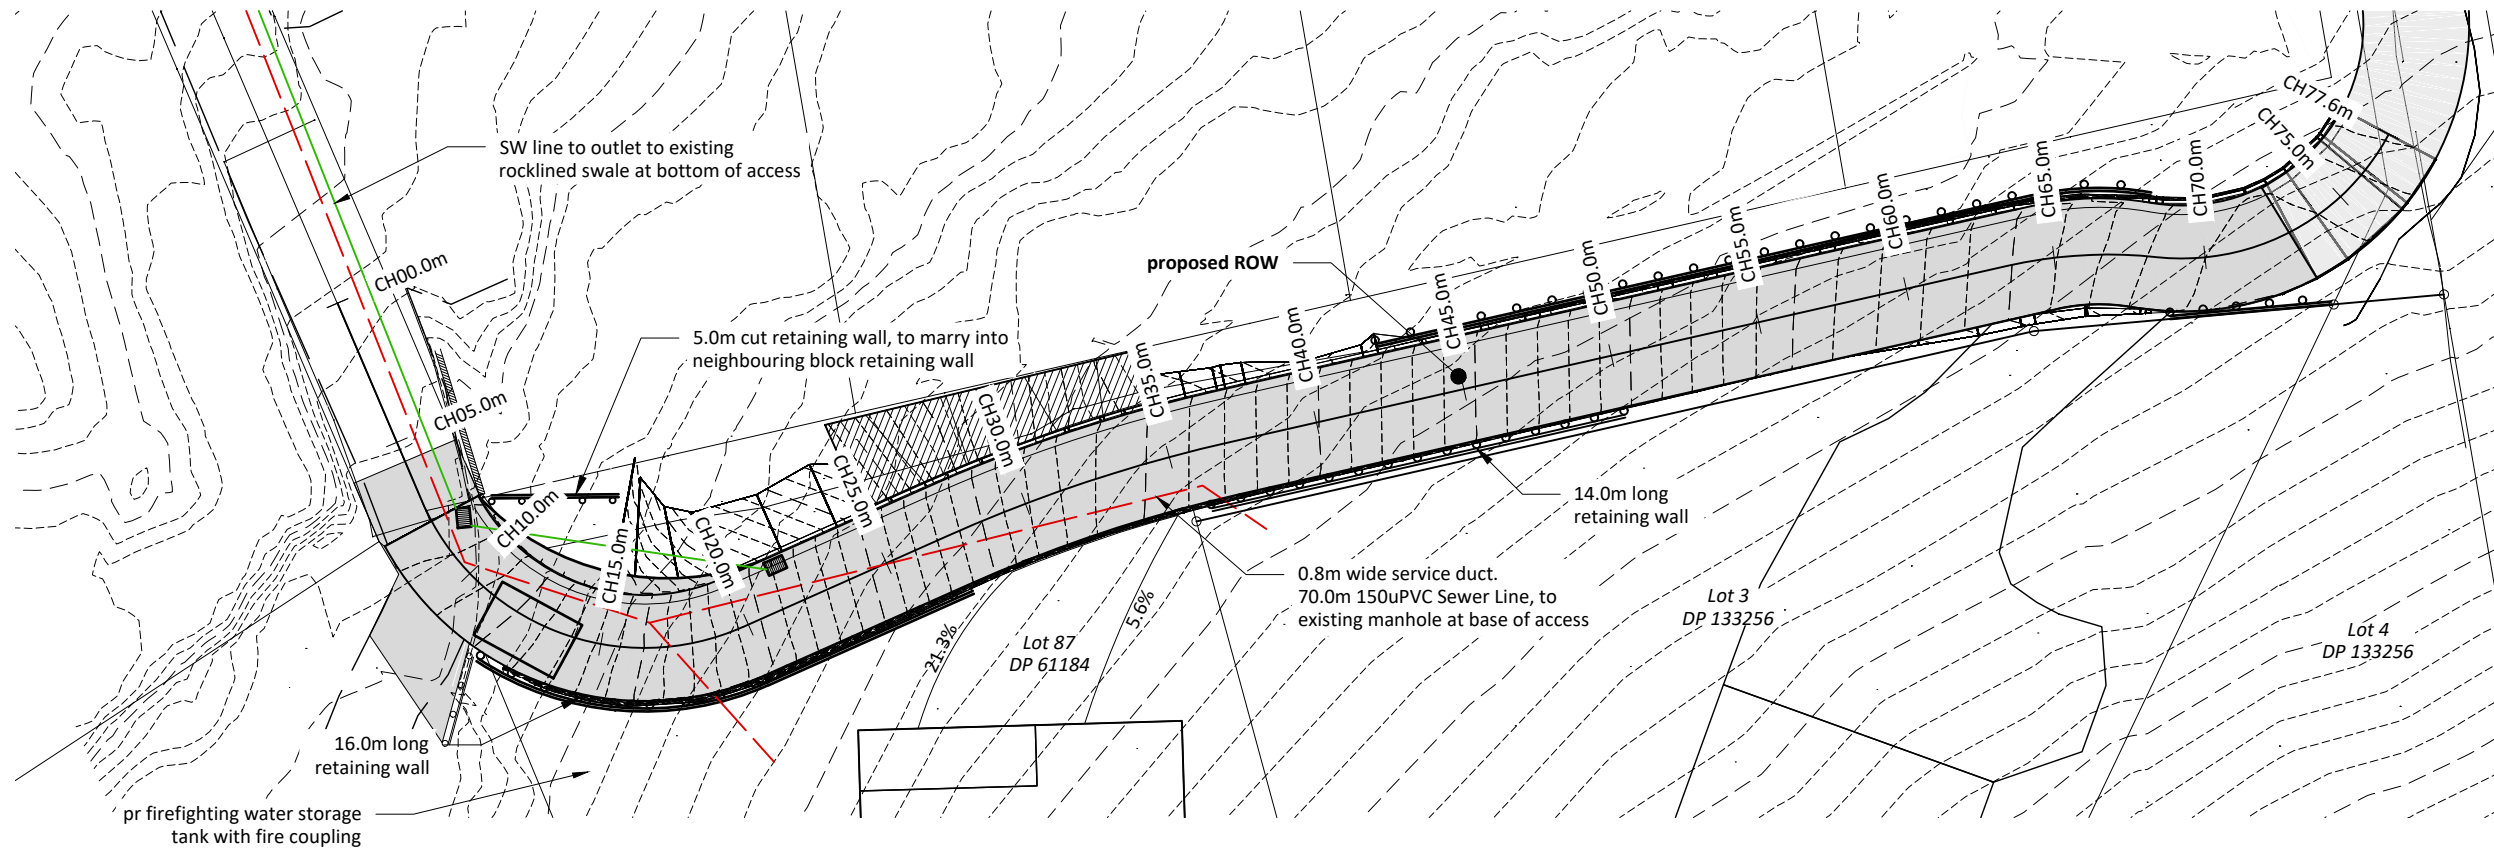 SW line to outlet to existing
rocklined swale at bottom of access
CH00.0m
CH05.0m
5.0m cut retaining wall, to marry into
neighbouring block retaining wall
proposed ROW
CH10.0m
CH15.0m
CH20.0m
CH25.0m
CH30.0m
CH35.0m
CH40.0m
CH45.0m
CH50.0m
CH55.0m
CH60.0m
CH65.0m
CH70.0m
CH75.0m
CH77.6m
14.0m long
retaining wall
0.8m wide service duct.
70.0m 150uPVC Sewer Line, to
existing manhole at base of access
21.3%
5.6%
Lot 87
DP 61184
Lot 3
DP 133256
Lot 4
DP 133256
16.0m long
retaining wall
pr firefighting water storage
tank with fire coupling